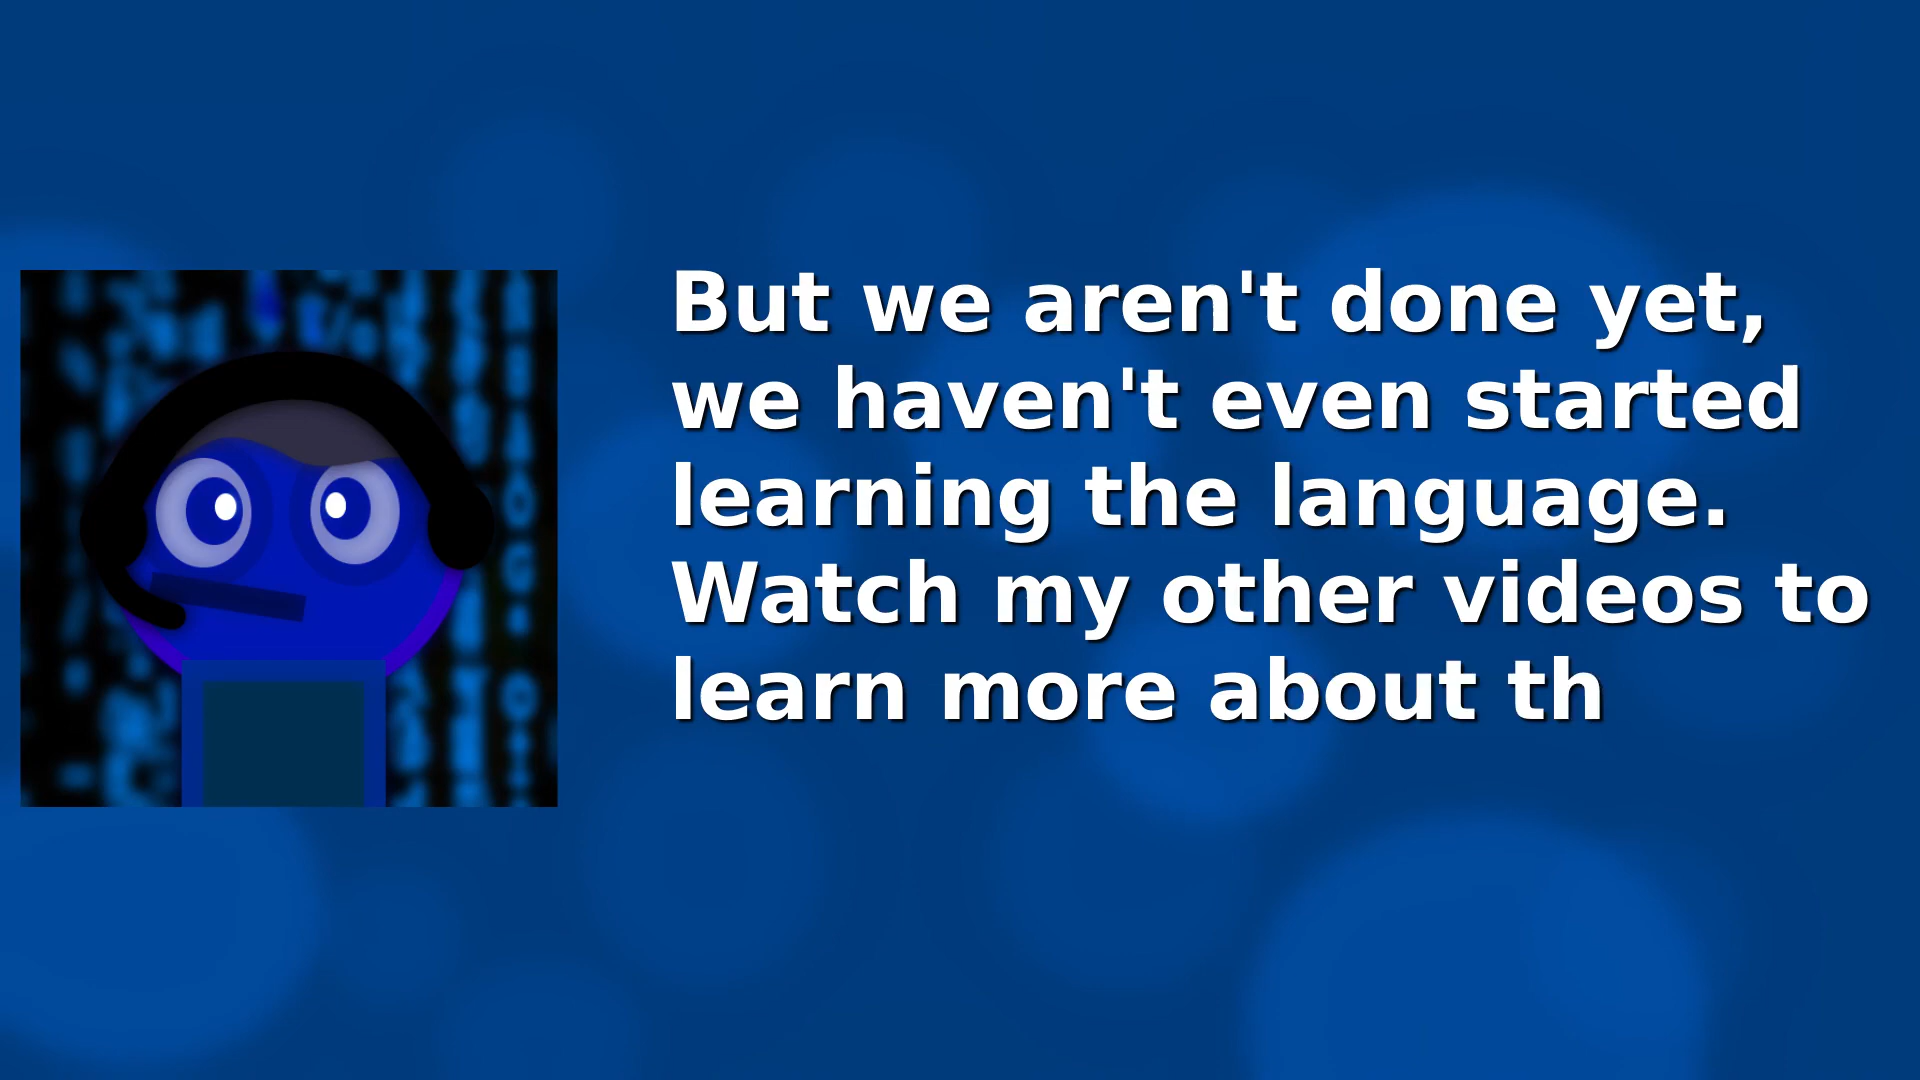 But we aren't done yet,
we haven't even started
learning the language.
Watch my other videos to
learn more about th